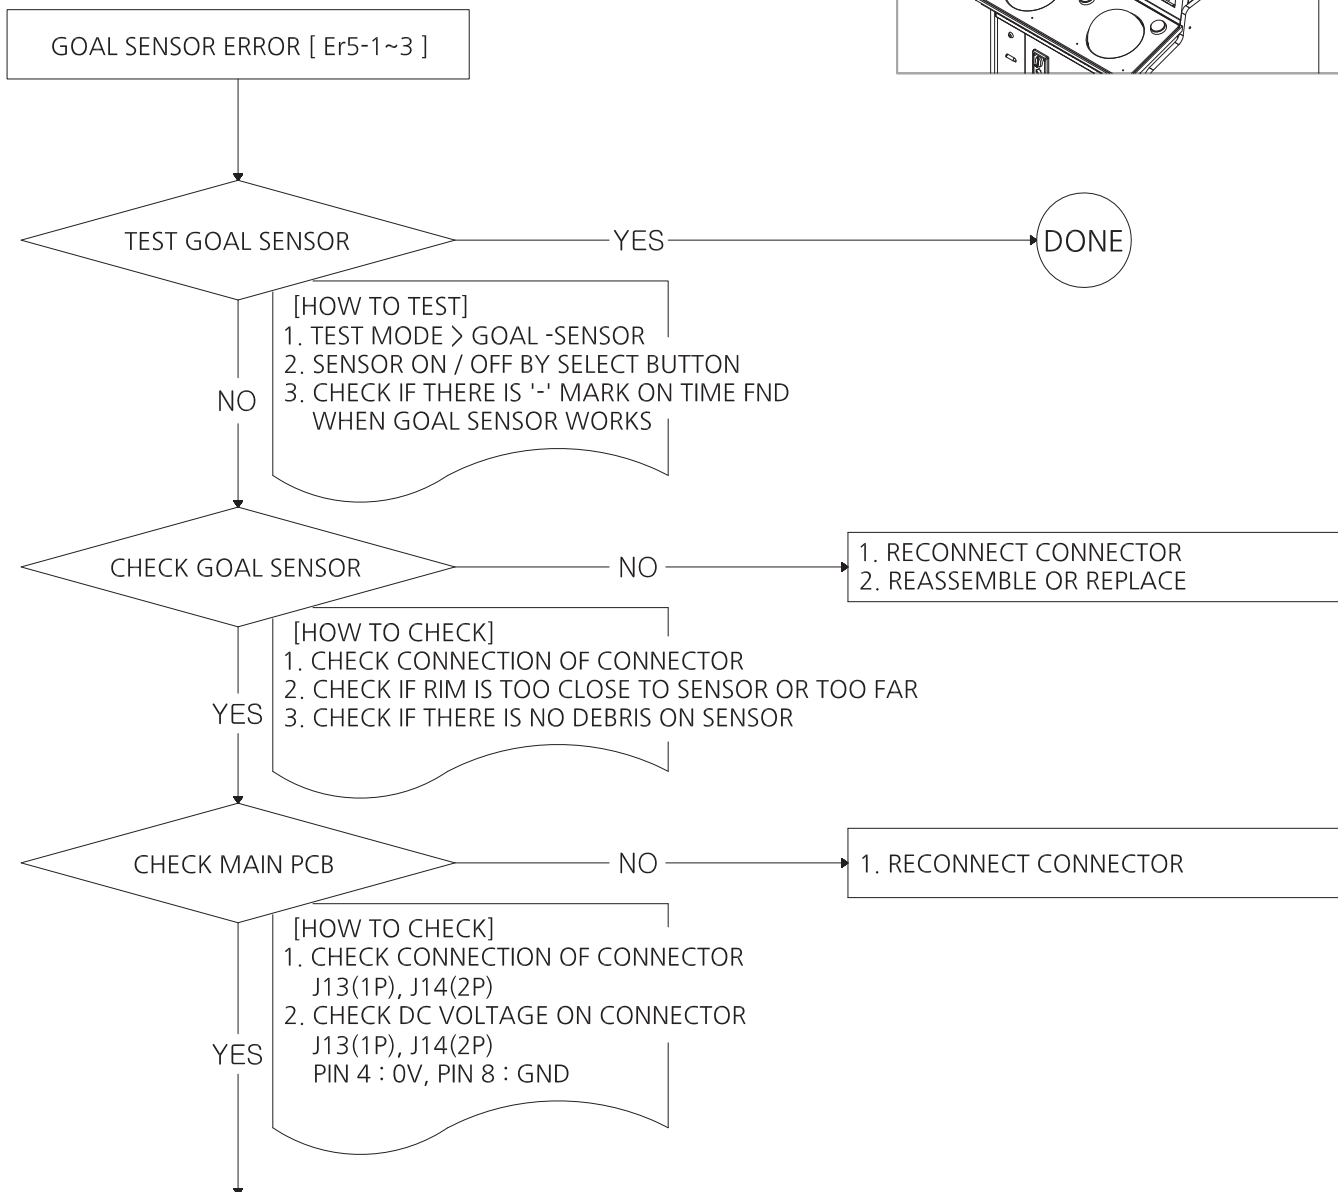 GOAL SENSOR ERROR [ Er5-1~3 ]
TEST GOAL SENSOR
YES
DONE
[HOW TO TEST]
1. TEST MODE > GOAL -SENSOR
2. SENSOR ON / OFF BY SELECT BUTTON
3. CHECK IF THERE IS '-' MARK ON TIME FND
WHEN GOAL SENSOR WORKS
NO
CHECK GOAL SENSOR
NO
1. RECONNECT CONNECTOR
2. REASSEMBLE OR REPLACE
[HOW TO CHECK]
1. CHECK CONNECTION OF CONNECTOR
2. CHECK IF RIM IS TOO CLOSE TO SENSOR OR TOO FAR
3. CHECK IF THERE IS NO DEBRIS ON SENSOR
YES
CHECK MAIN PCB
NO
1. RECONNECT CONNECTOR
[HOW TO CHECK]
1. CHECK CONNECTION OF CONNECTOR
J13(1P), J14(2P)
2. CHECK DC VOLTAGE ON CONNECTOR
J13(1P), J14(2P)
PIN 4 : 0V, PIN 8 : GND
YES